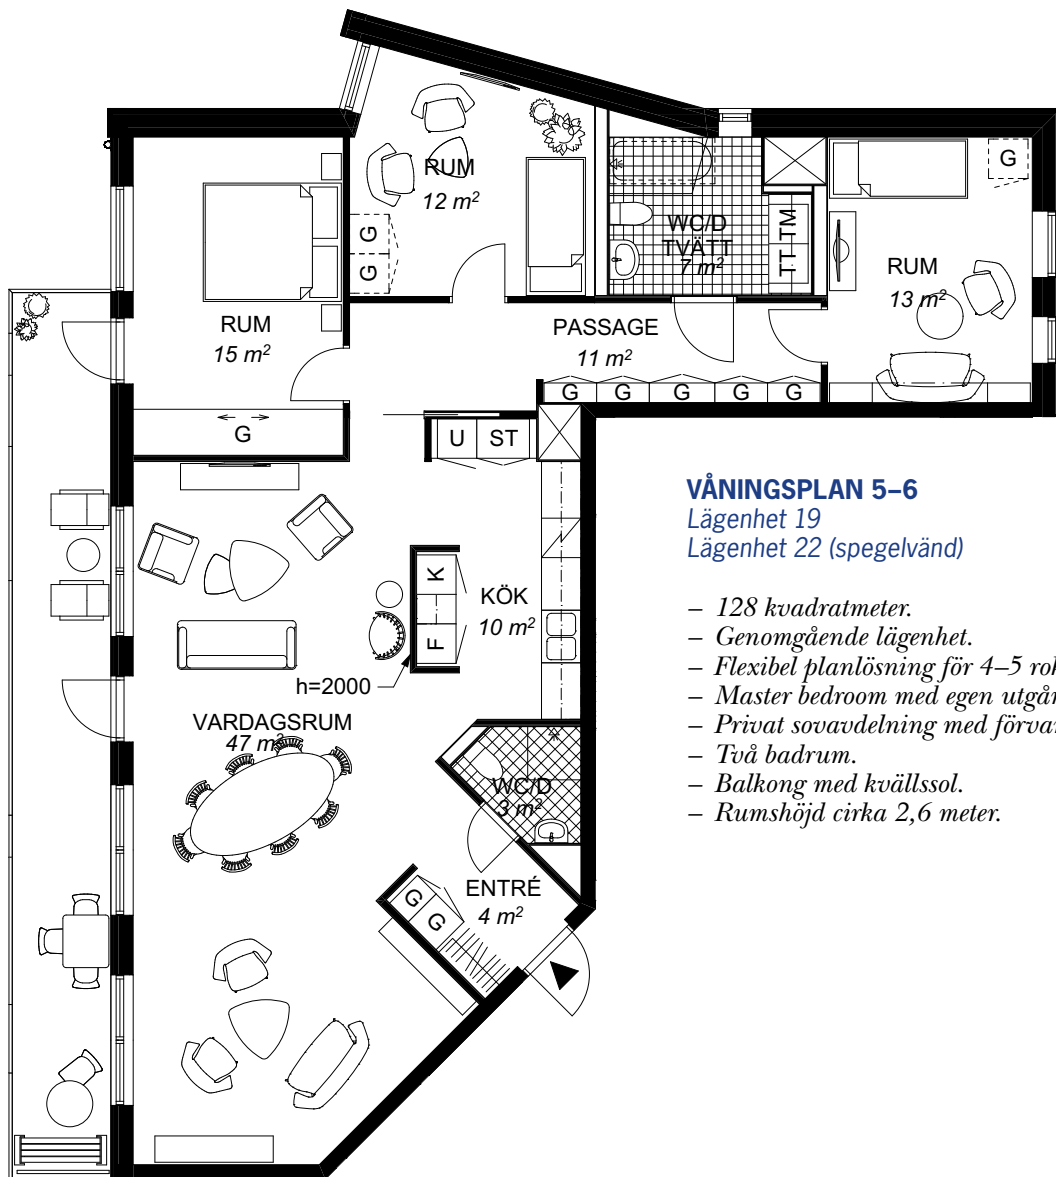 RUM
12 m²
G
G
WC/D
TVÄTT
7 m²
TT TM
G
RUM
13 m²
RUM
15 m²
G
PASSAGE
11 m²
G G G G G
U ST
K
F
KÖK
10 m²
h=2000
VARDAGSRUM
47 m²
WC/D
3 m²
ENTRÉ
4 m²
G
G
VÅNINGSPLAN 5–6
Lägenhet 19
Lägenhet 22 (spegelvänd)
– 128 kvadratmeter.
– Genomgående lägenhet.
– Flexibel planlösning för 4–5 rok
– Master bedroom med egen utgån
– Privat sovavdelning med förvar
– Två badrum.
– Balkong med kvällssol.
– Rumshöjd cirka 2,6 meter.